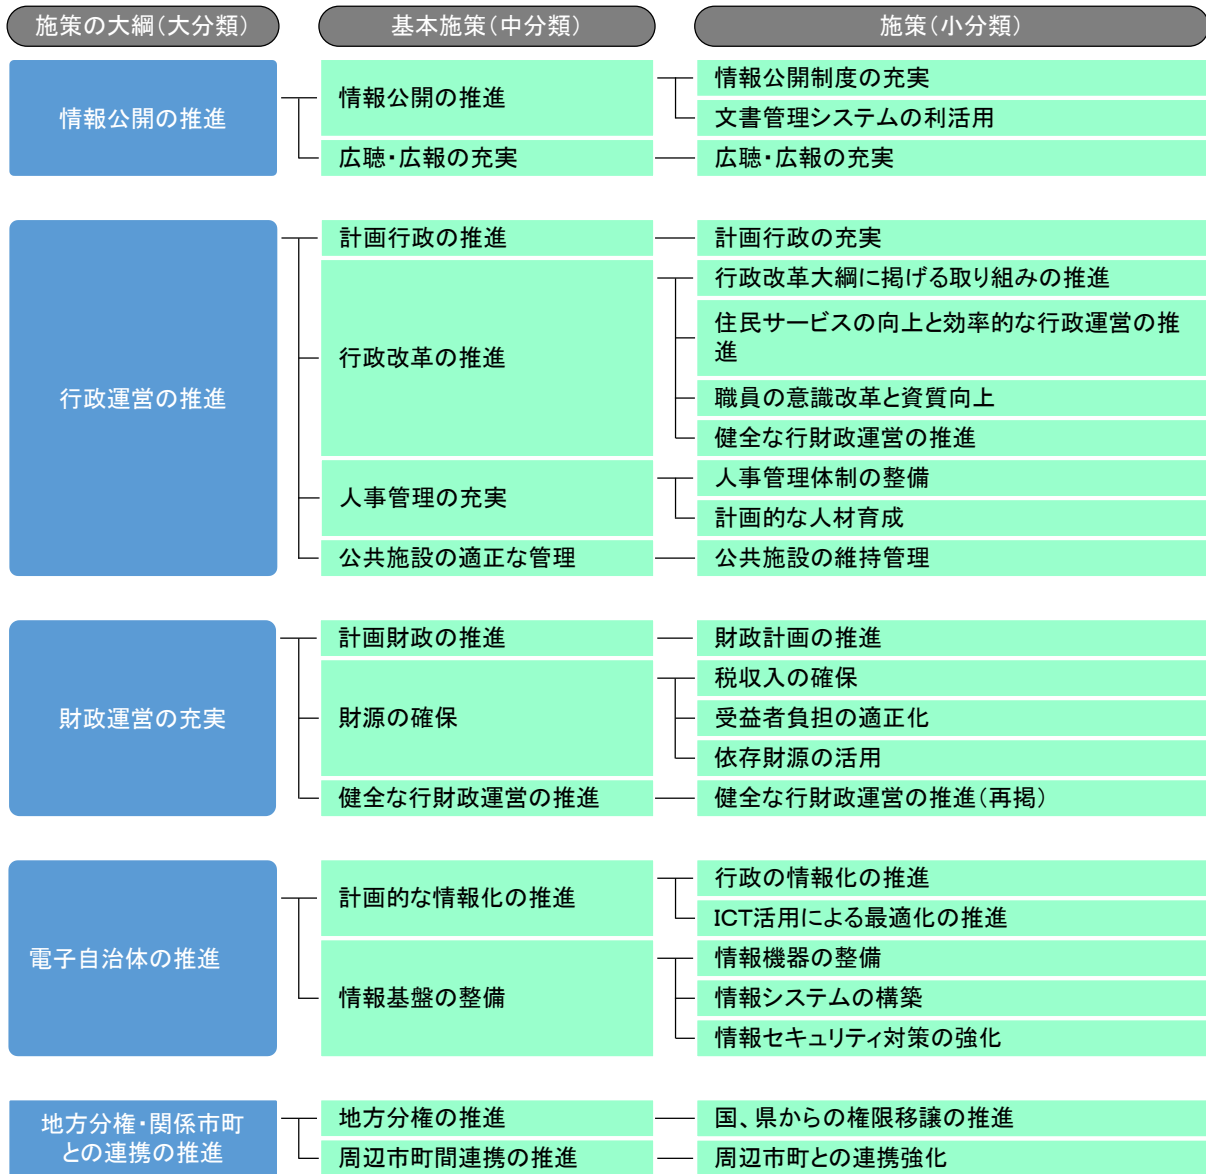 施策の大綱（大分類）
基本施策（中分類）
施策（小分類）
情報公開の推進
情報公開の推進
情報公開制度の充実
文書管理システムの利活用
広聴・広報の充実
広聴・広報の充実
行政運営の推進
計画行政の推進
計画行政の充実
行政改革の推進
行政改革大綱に掲げる取り組みの推進
住民サービスの向上と効率的な行政運営の推
進
職員の意識改革と資質向上
健全な行財政運営の推進
人事管理の充実
人事管理体制の整備
計画的な人材育成
公共施設の適正な管理
公共施設の維持管理
財政運営の充実
計画財政の推進
財政計画の推進
財源の確保
税収入の確保
受益者負担の適正化
依存財源の活用
健全な行財政運営の推進
健全な行財政運営の推進（再掲）
電子自治体の推進
計画的な情報化の推進
行政の情報化の推進
ICT活用による最適化の推進
情報基盤の整備
情報機器の整備
情報システムの構築
情報セキュリティ対策の強化
地方分権・関係市町
との連携の推進
地方分権の推進
国、県からの権限移譲の推進
周辺市町間連携の推進
周辺市町との連携強化